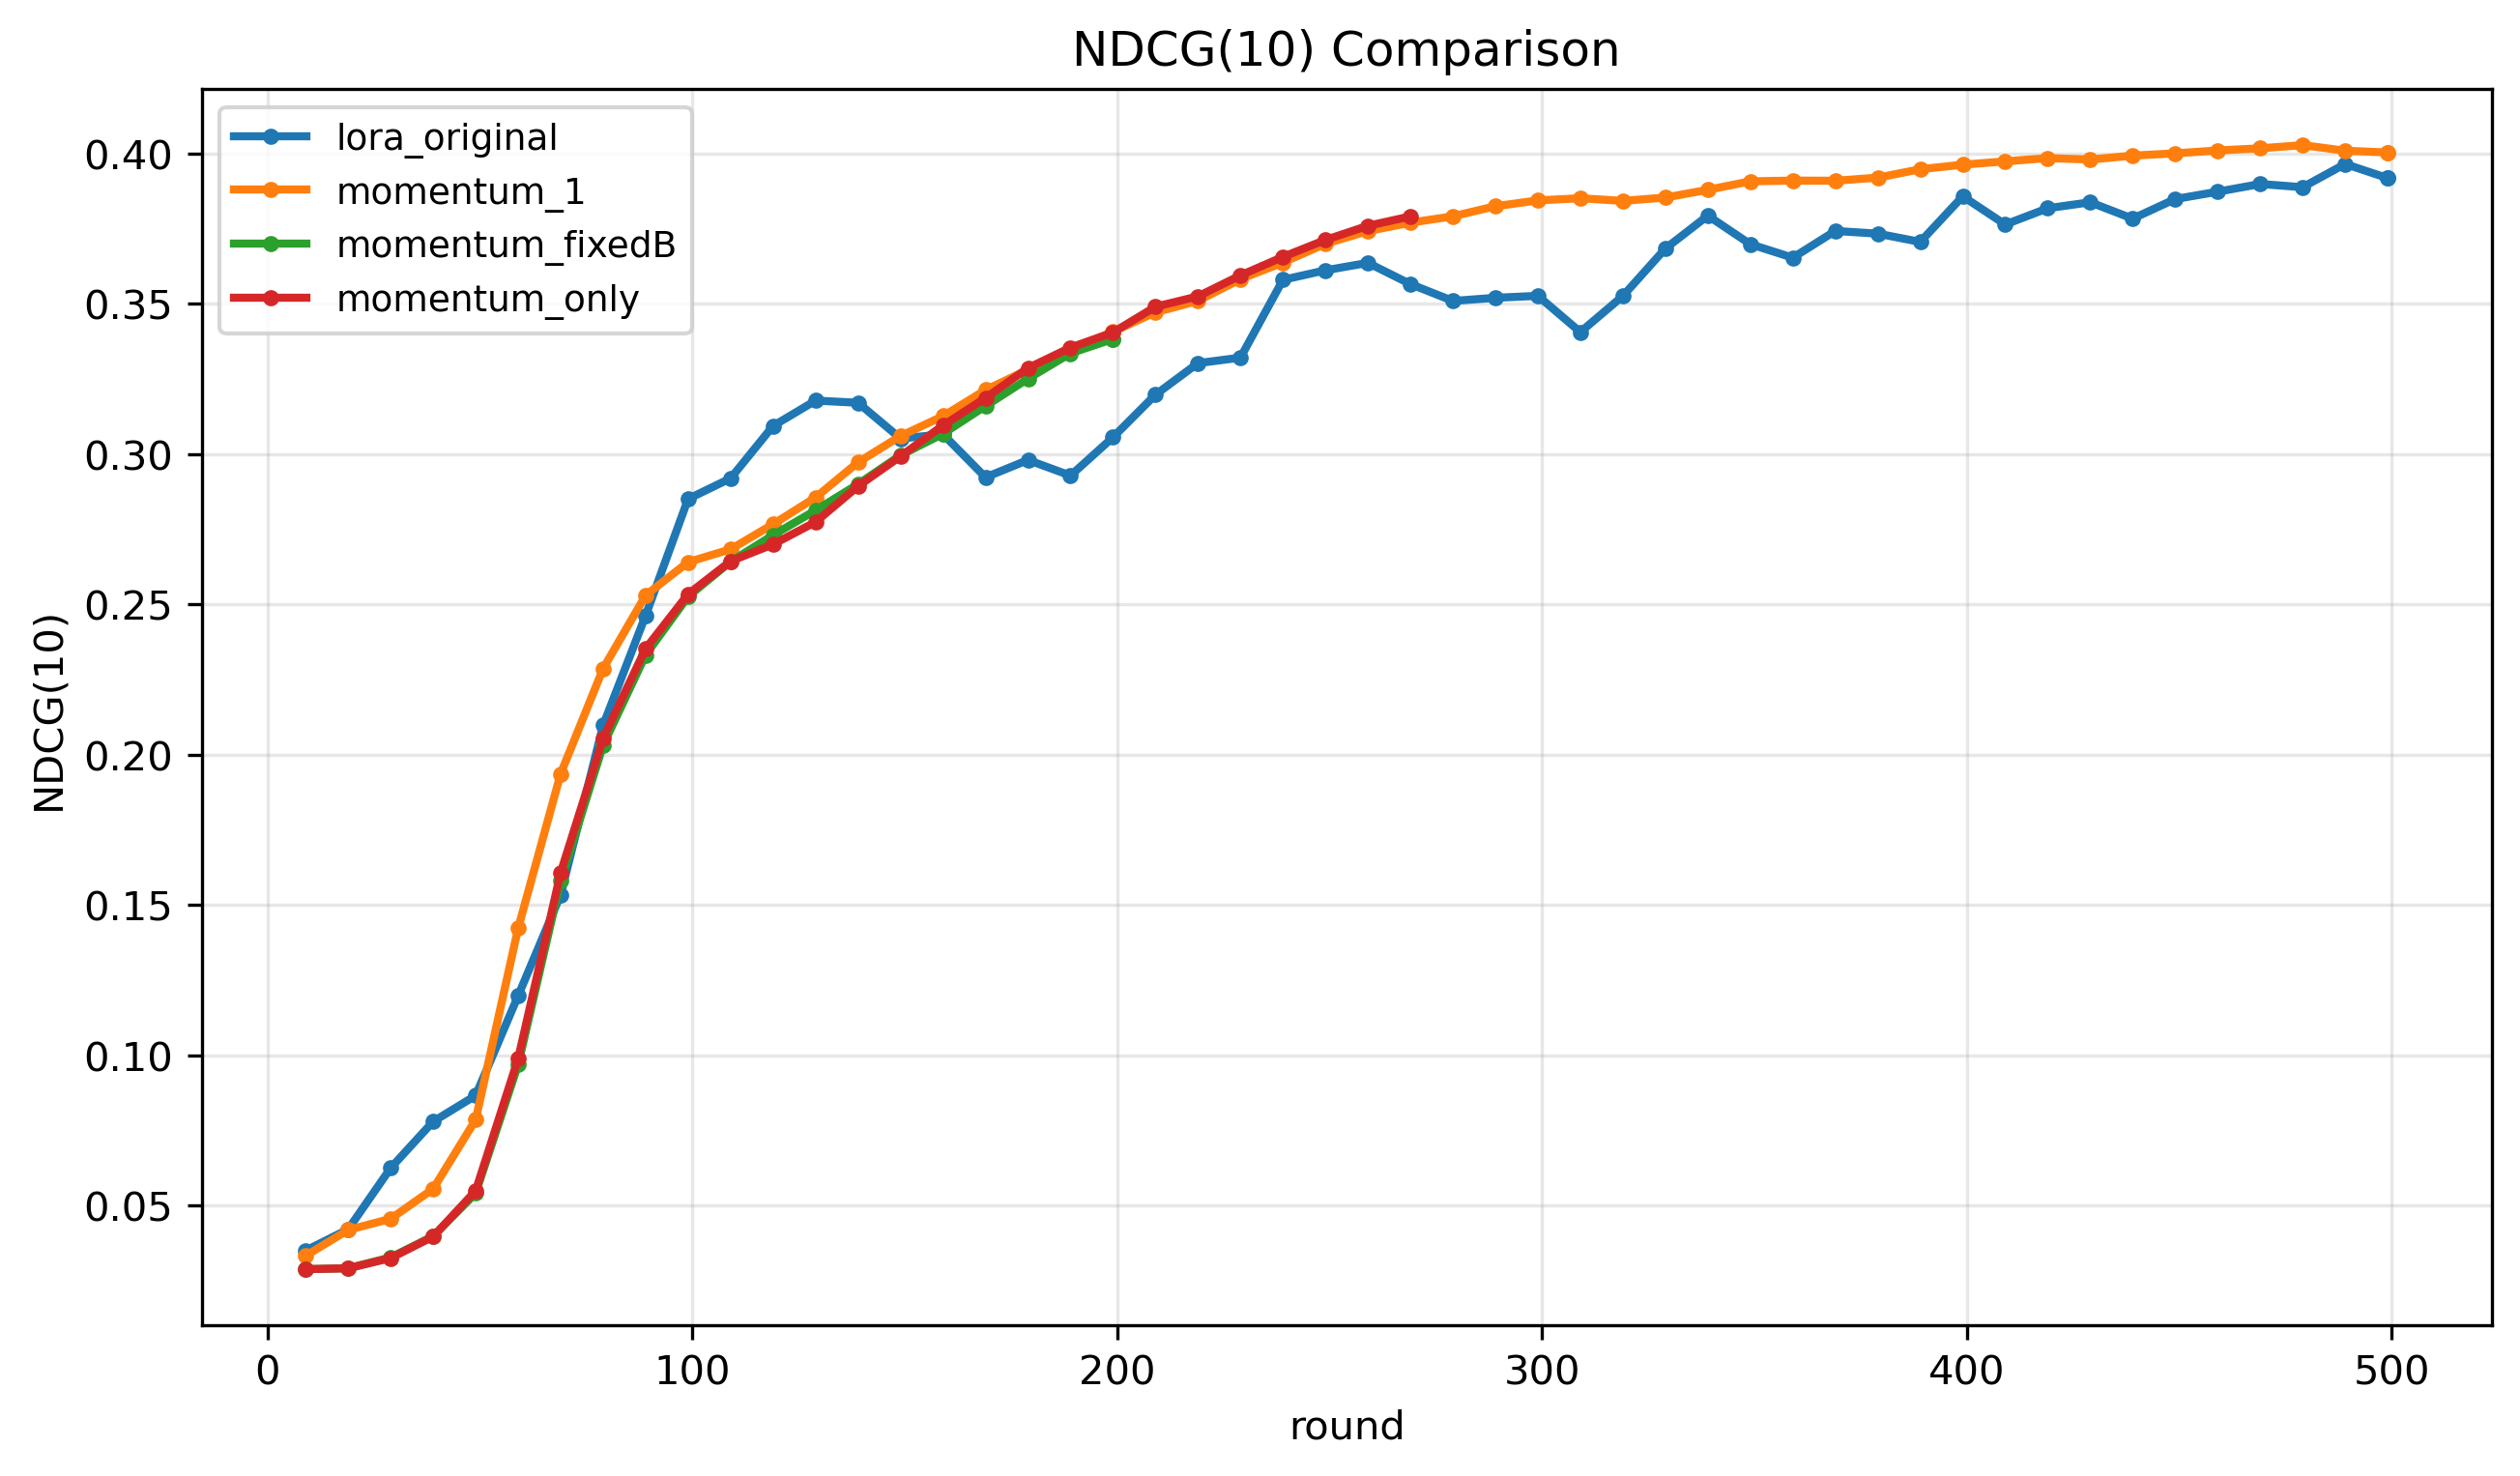 NDCG(10) Comparison
lora_original
momentum_1
momentum_fixedB
momentum_only
NDCG(10)
0.40
0.35
0.30
0.25
0.20
0.15
0.10
0.05
0 100 200 300 400 500
round